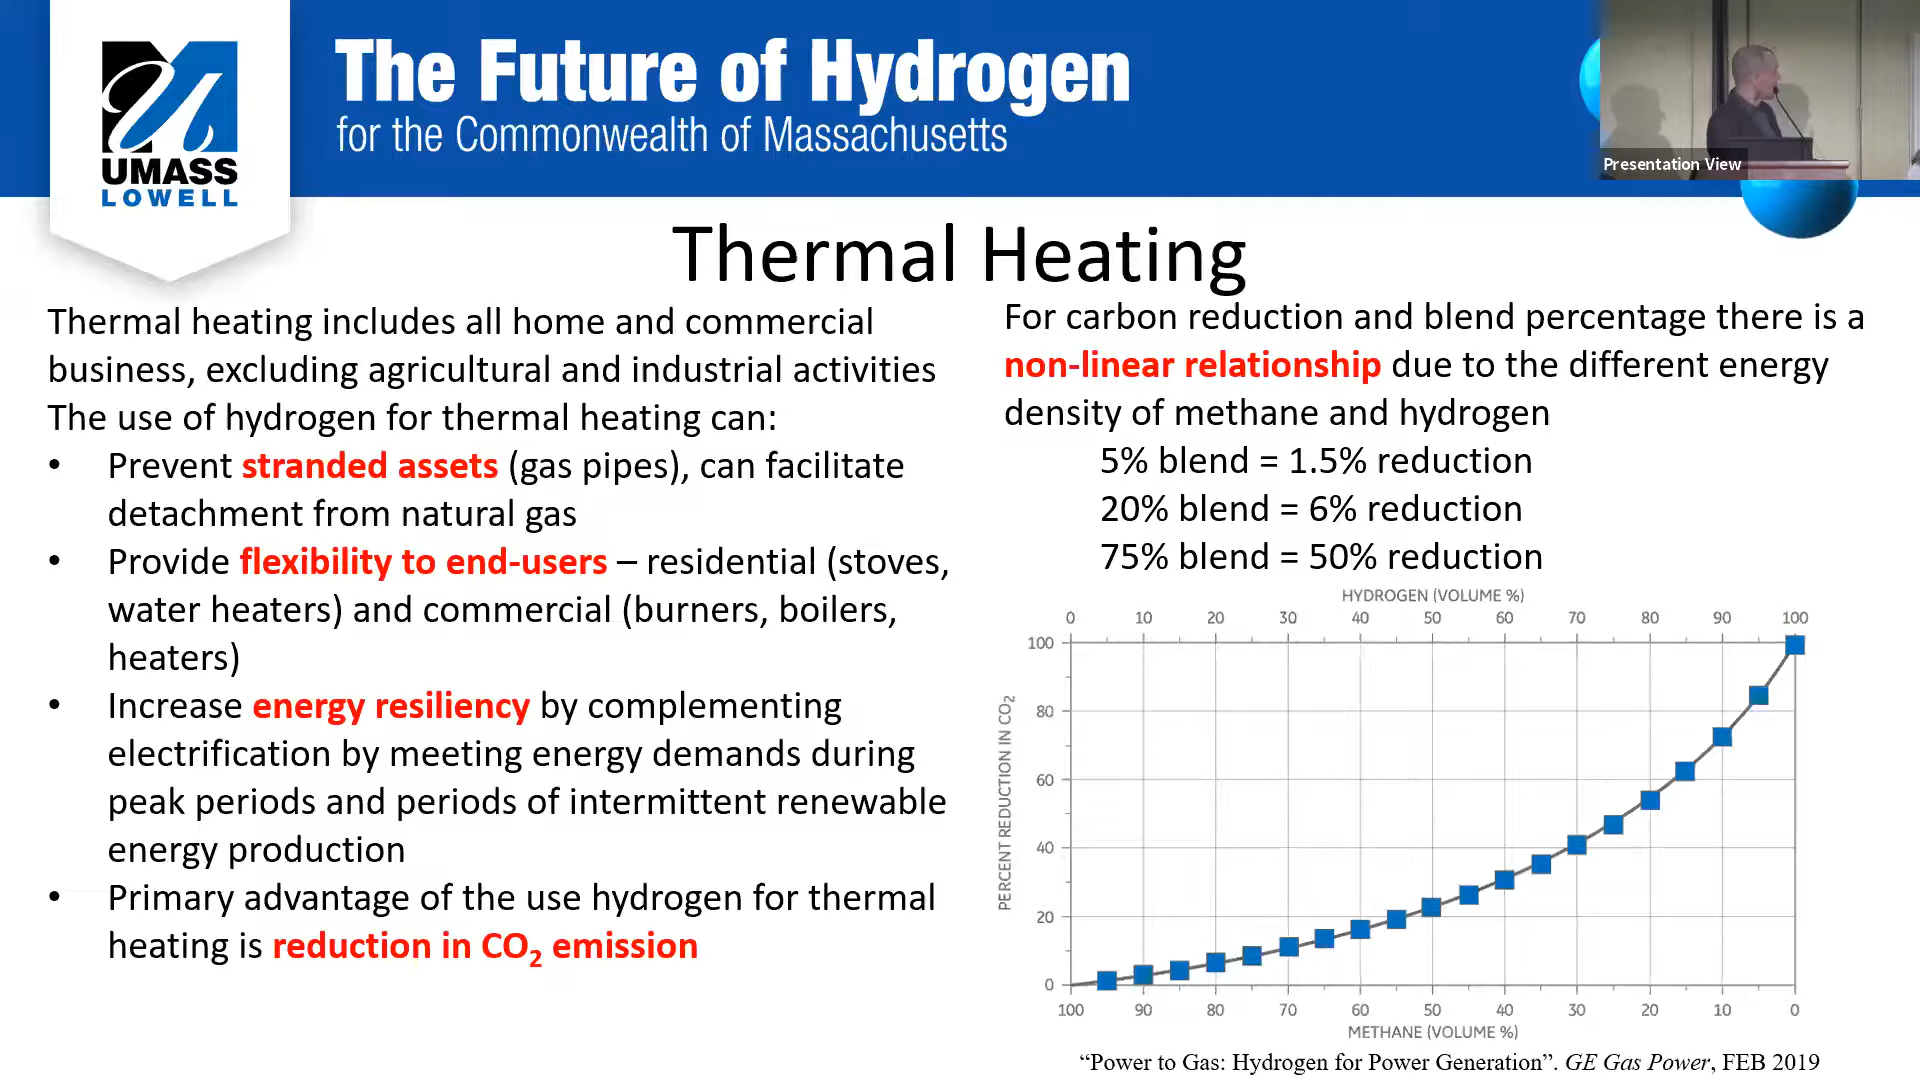 The Future of Hydrogen
for the Commonwealth of Massachusetts
UMASS
LOWELL
Presentation View
Thermal Heating
Thermal heating includes all home and commercial
business, excluding agricultural and industrial activities
The use of hydrogen for thermal heating can:
• Prevent stranded assets (gas pipes), can facilitate
detachment from natural gas
• Provide flexibility to end-users – residential (stoves,
water heaters) and commercial (burners, boilers,
heaters)
• Increase energy resiliency by complementing
electrification by meeting energy demands during
peak periods and periods of intermittent renewable
energy production
• Primary advantage of the use hydrogen for thermal
heating is reduction in CO₂ emission
For carbon reduction and blend percentage there is a
non-linear relationship due to the different energy
density of methane and hydrogen
5% blend = 1.5% reduction
20% blend = 6% reduction
75% blend = 50% reduction
HYDROGEN (VOLUME %)
0 10 20 30 40 50 60 70 80 90 100
PERCENT REDUCTION IN CO₂
100
80
60
40
20
0
100 90 80 70 60 50 40 30 20 10 0
METHANE (VOLUME %)
“Power to Gas: Hydrogen for Power Generation”. GE Gas Power, FEB 2019